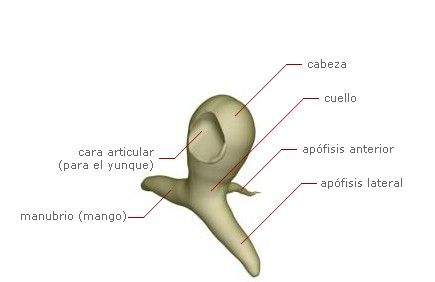 cabeza
cuello
cara articular
(para el yunque)
apófisis anterior
apófisis lateral
manubrio (mango)